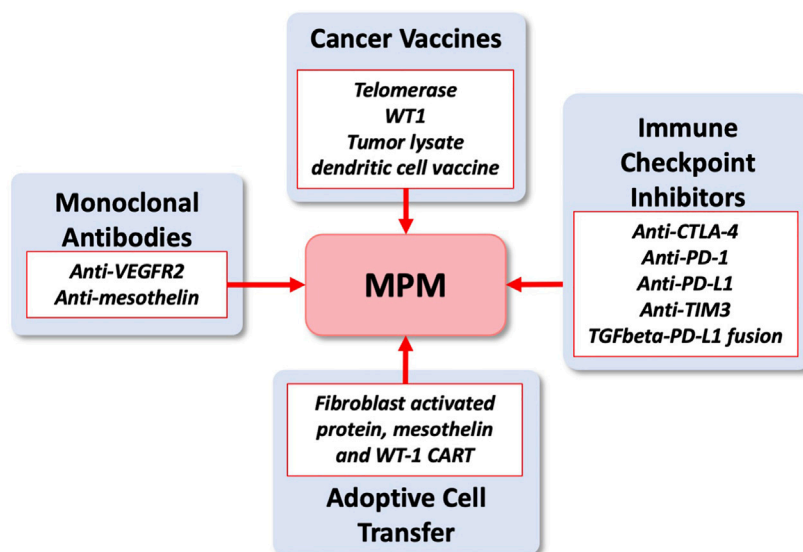 Cancer Vaccines
Telomerase
WT1
Tumor lysate
dendritic cell vaccine
Monoclonal
Antibodies
Anti-VEGFR2
Anti-mesothelin
MPM
Immune
Checkpoint
Inhibitors
Anti-CTLA-4
Anti-PD-1
Anti-PD-L1
Anti-TIM3
TGFbeta-PD-L1 fusion
Fibroblast activated
protein, mesothelin
and WT-1 CART
Adoptive Cell
Transfer